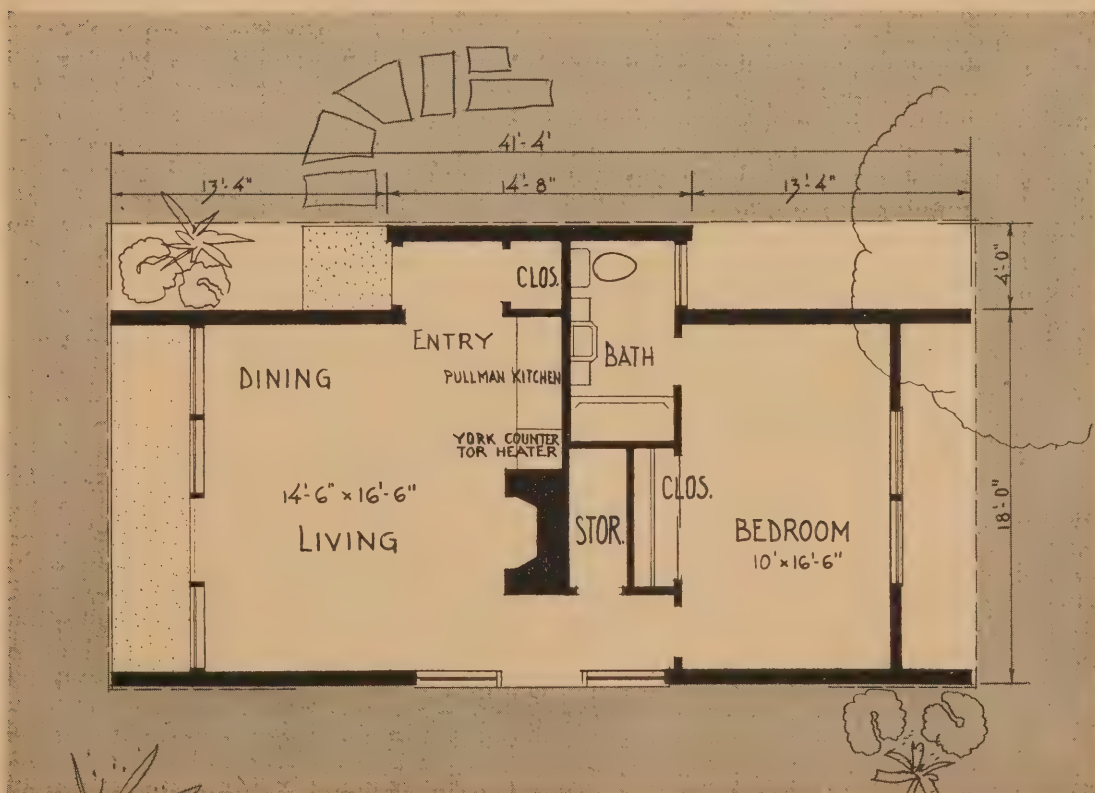 41'-4'
13'-4"
14'-8"
13'-4"
4'-0"
CLOS.
ENTRY
BATH
DINING
PULLMAN KITCHEN
YORK COUNTER
TOR HEATER
14'-6" × 16'-6"
LIVING
STOR.
CLOS.
BEDROOM
10' × 16'-6"
18'-0"